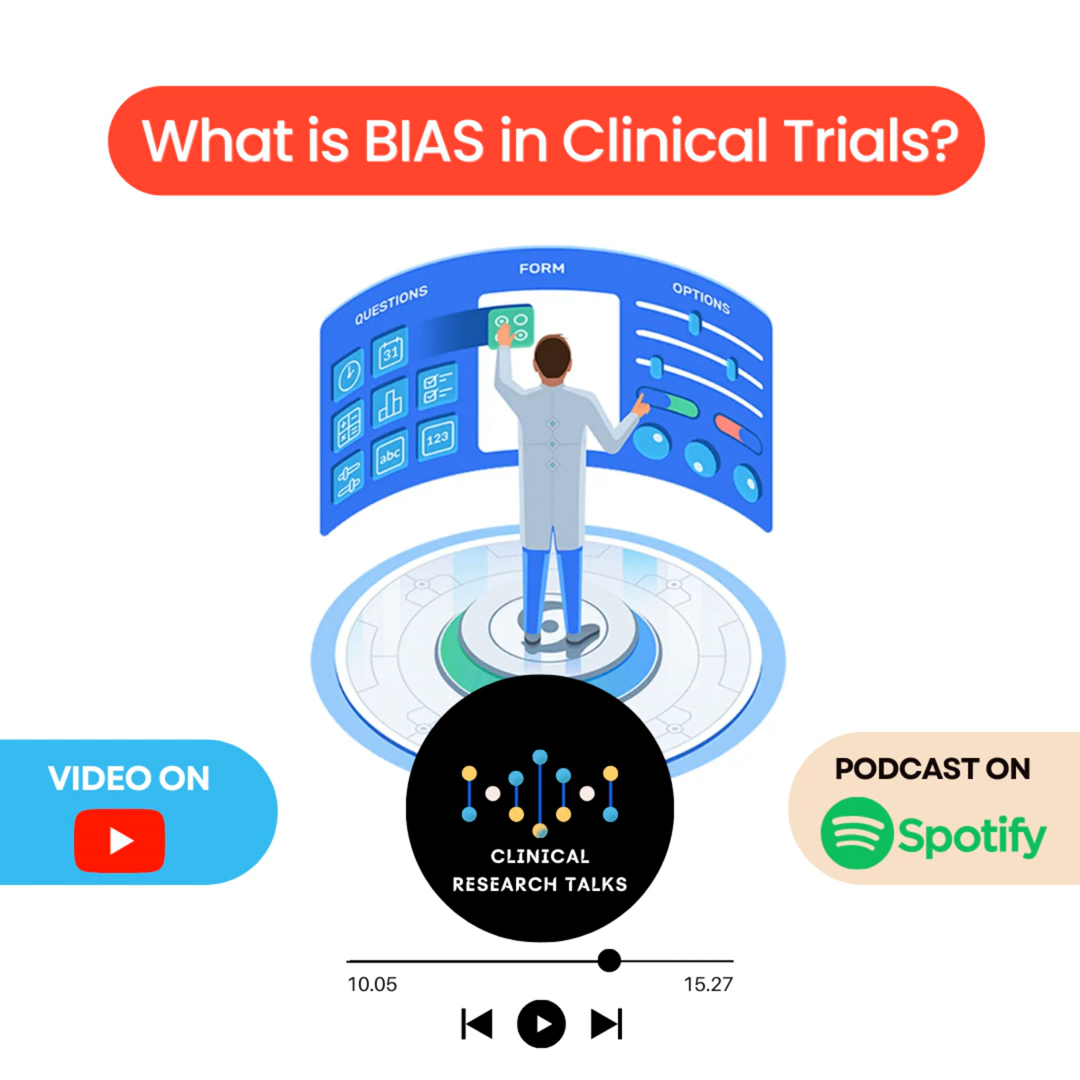 What is BIAS in Clinical Trials?
FORM
QUESTIONS
OPTIONS
31
123
abc
VIDEO ON
PODCAST ON
Spotify
CLINICAL
RESEARCH TALKS
10.05
15.27